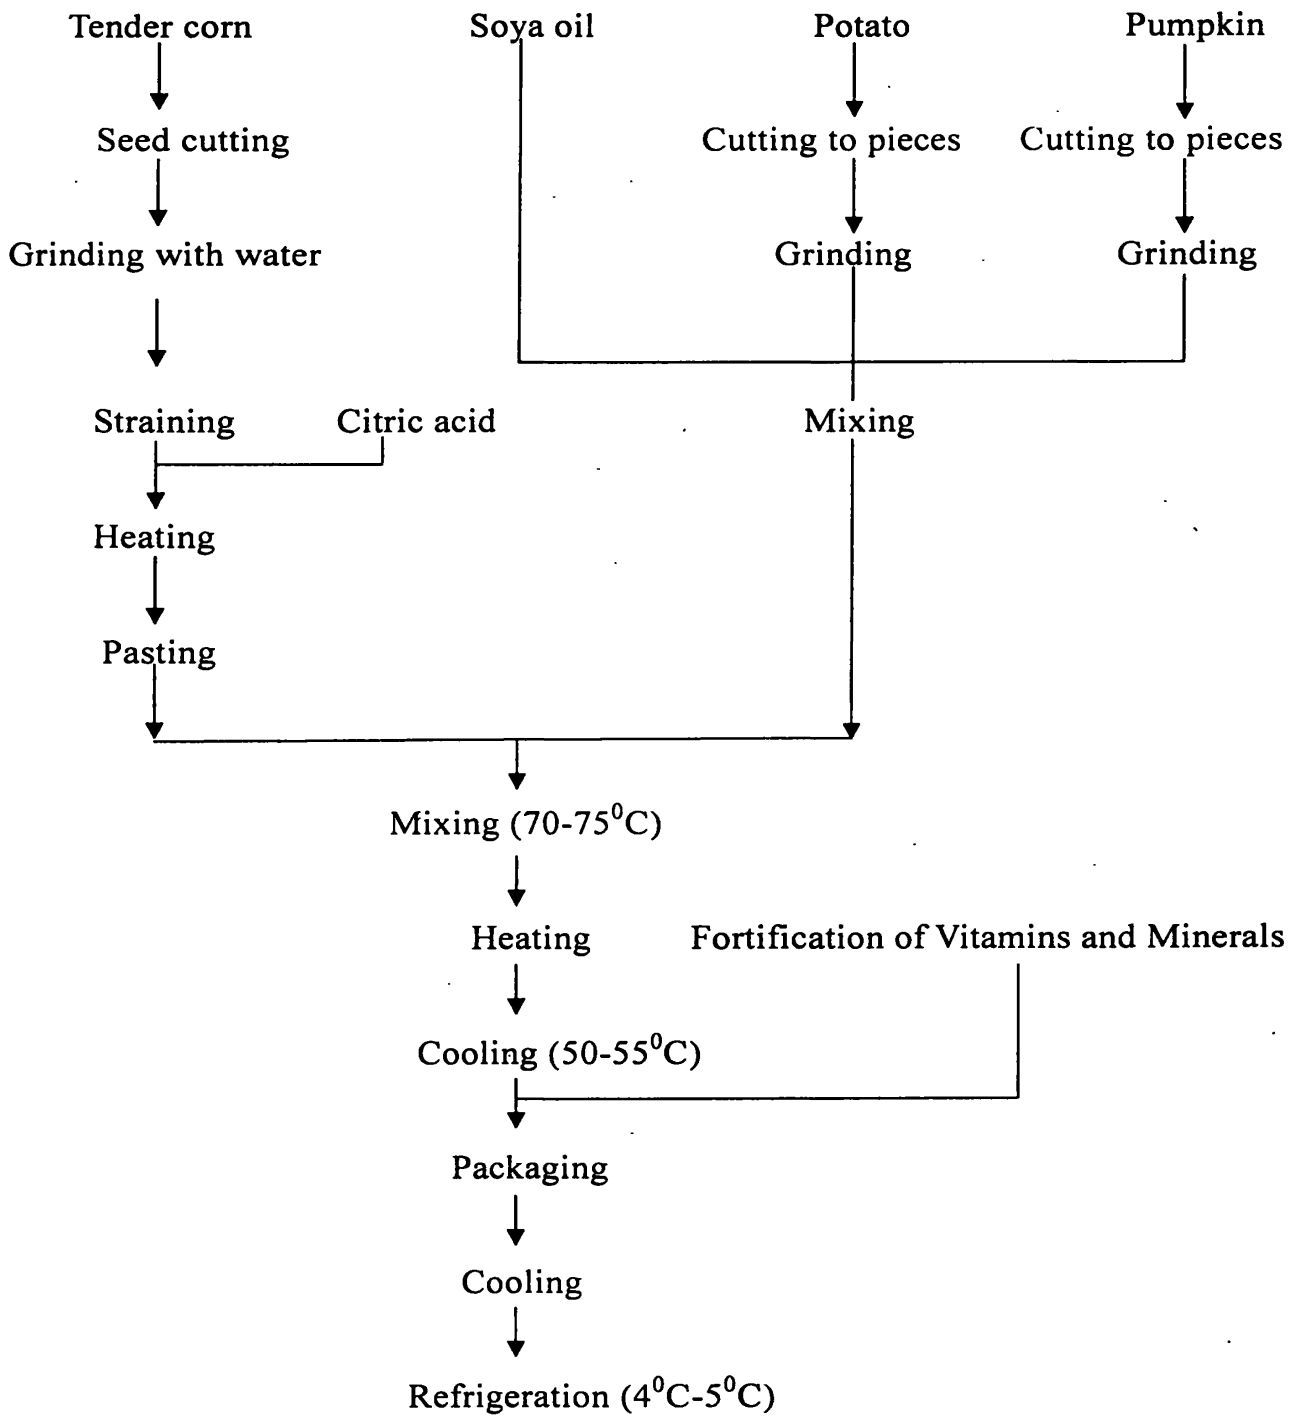 Tender corn Soya oil Potato Pumpkin
Seed cutting Cutting to pieces Cutting to pieces
Grinding with water Grinding Grinding
Straining Citric acid Mixing
Heating
Pasting
Mixing (70-75⁰C)
Heating Fortification of Vitamins and Minerals
Cooling (50-55⁰C)
Packaging
Cooling
Refrigeration (4⁰C-5⁰C)